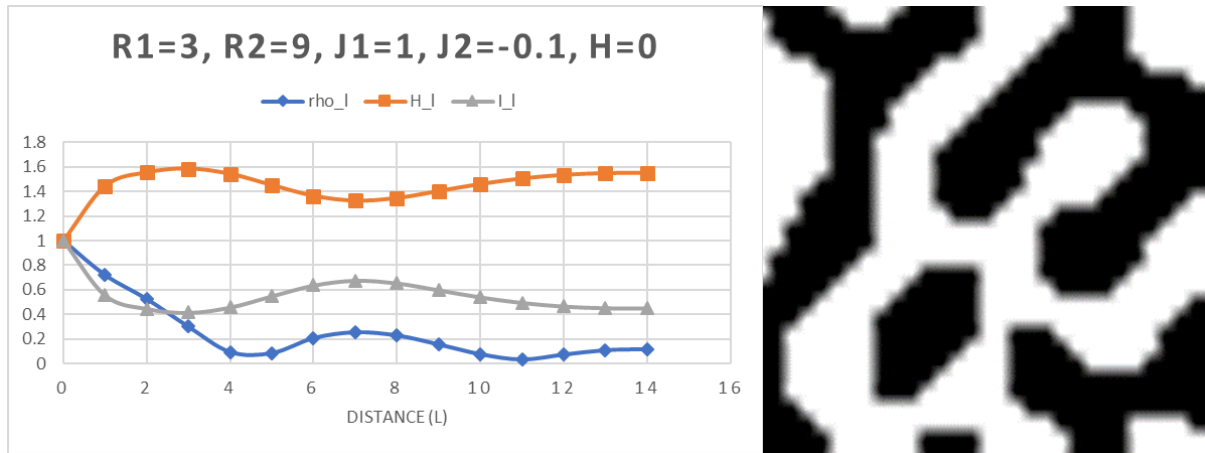 R1=3, R2=9, J1=1, J2=-0.1, H=0
rho_l H_l I_l
1.8
1.6
1.4
1.2
1
0.8
0.6
0.4
0.2
0
0 2 4 6 8 10 12 14 16
DISTANCE (L)